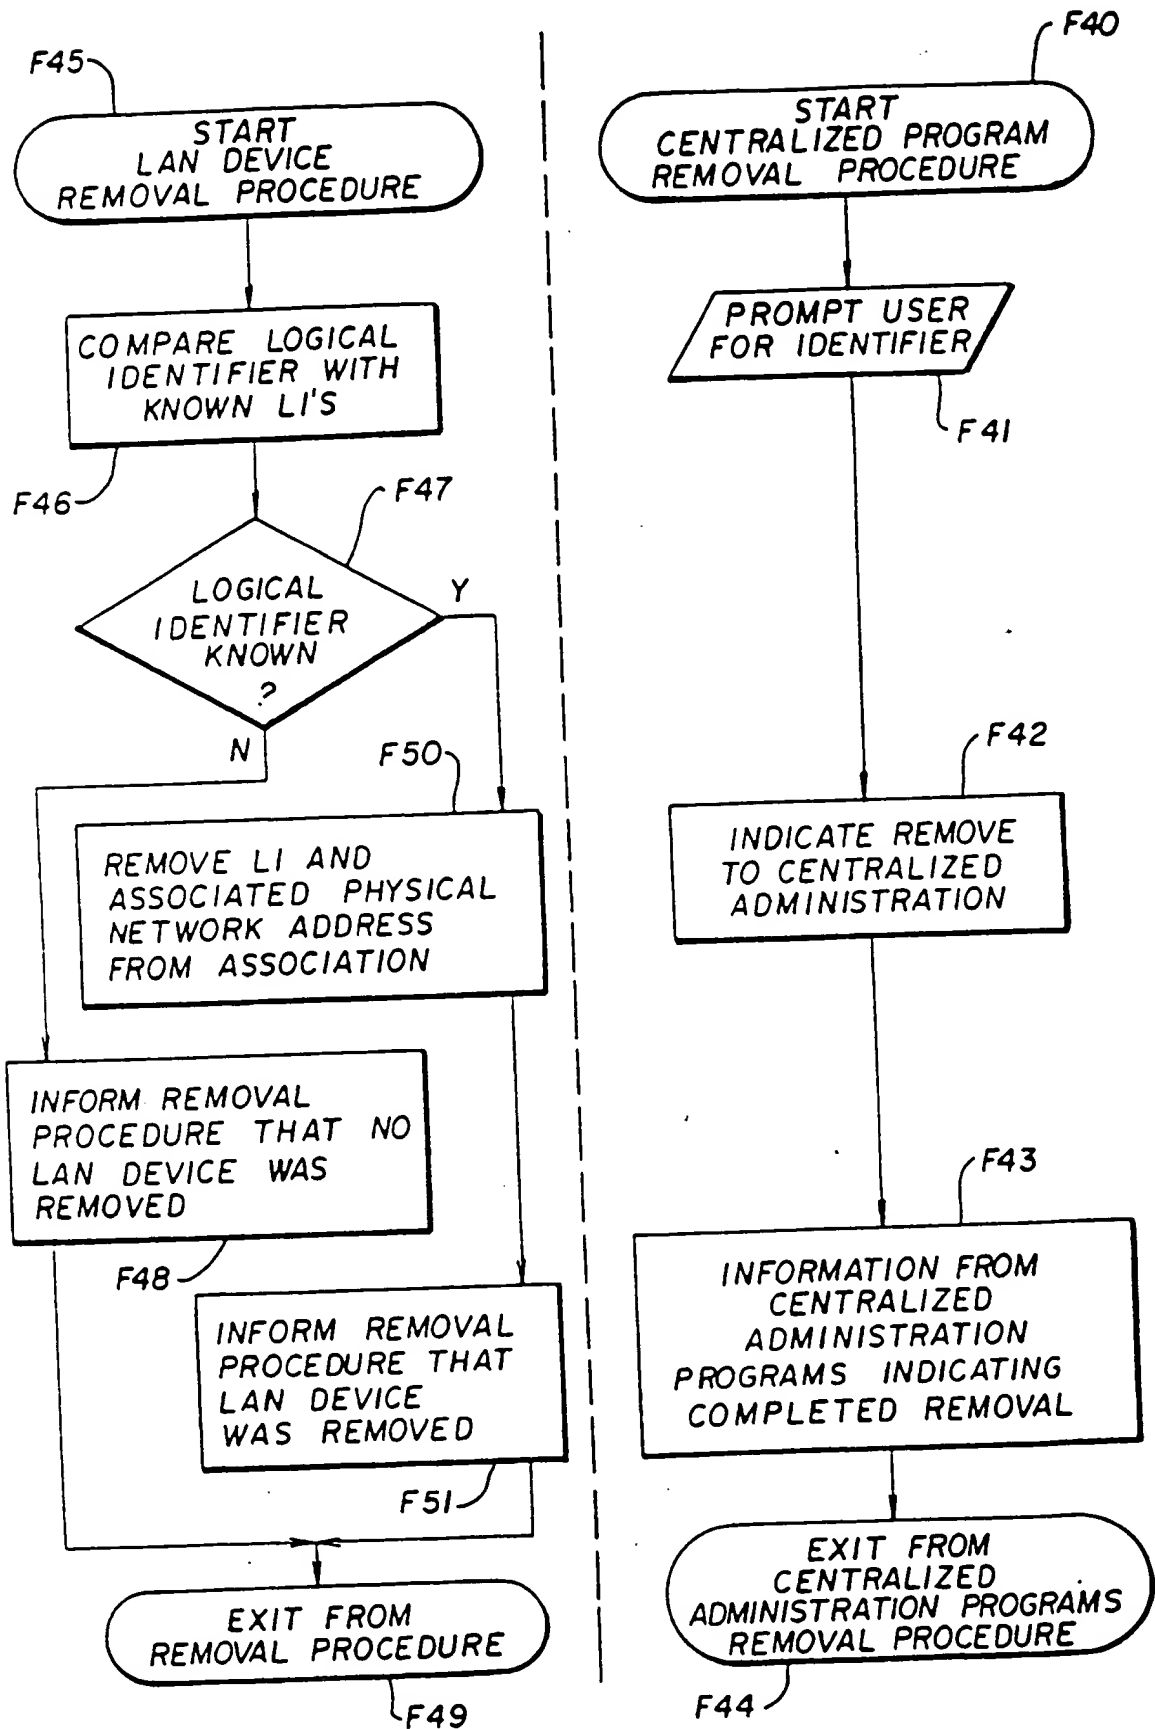 F45
START
LAN DEVICE
REMOVAL PROCEDURE
COMPARE LOGICAL
IDENTIFIER WITH
KNOWN LI'S
F46
F47
LOGICAL
IDENTIFIER
KNOWN
?
Y
N
F50
REMOVE LI AND
ASSOCIATED PHYSICAL
NETWORK ADDRESS
FROM ASSOCIATION
INFORM REMOVAL
PROCEDURE THAT NO
LAN DEVICE WAS
REMOVED
F48
INFORM REMOVAL
PROCEDURE THAT
LAN DEVICE
WAS REMOVED
F51
EXIT FROM
REMOVAL PROCEDURE
F49
F40
START
CENTRALIZED PROGRAM
REMOVAL PROCEDURE
PROMPT USER
FOR IDENTIFIER
F41
F42
INDICATE REMOVE
TO CENTRALIZED
ADMINISTRATION
F43
INFORMATION FROM
CENTRALIZED
ADMINISTRATION
PROGRAMS INDICATING
COMPLETED REMOVAL
EXIT FROM
CENTRALIZED
ADMINISTRATION PROGRAMS
REMOVAL PROCEDURE
F44